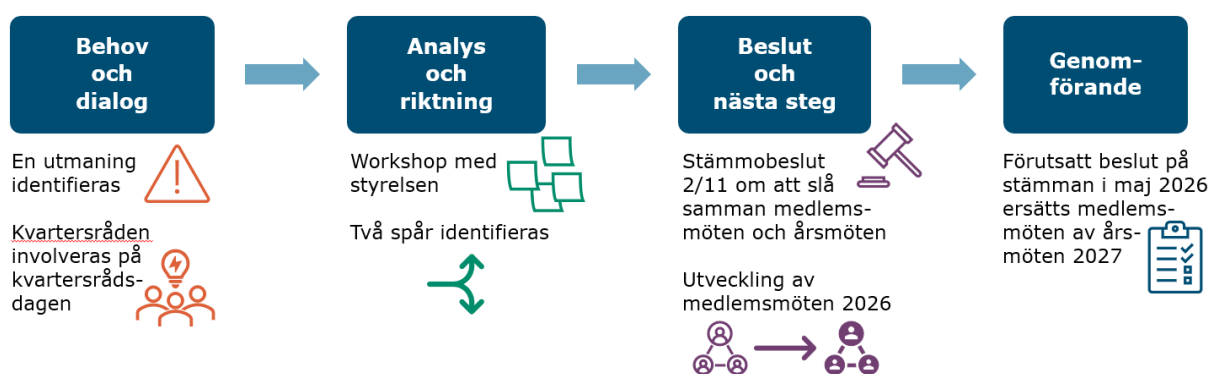 Behov
och
dialog
En utmaning
identifieras
Kvartersråden
involveras på
kvartersråds-
dagen
Analys
och
riktning
Workshop med
styrelsen
Två spår identifieras
Beslut
och
nästa steg
Stämmobeslut
2/11 om att slå
samman medlems-
möten och årsmöten
Utveckling av
medlemsmöten 2026
Genom-
förande
Förutsatt beslut på
stämman i maj 2026
ersätts medlems-
möten av års-
möten 2027